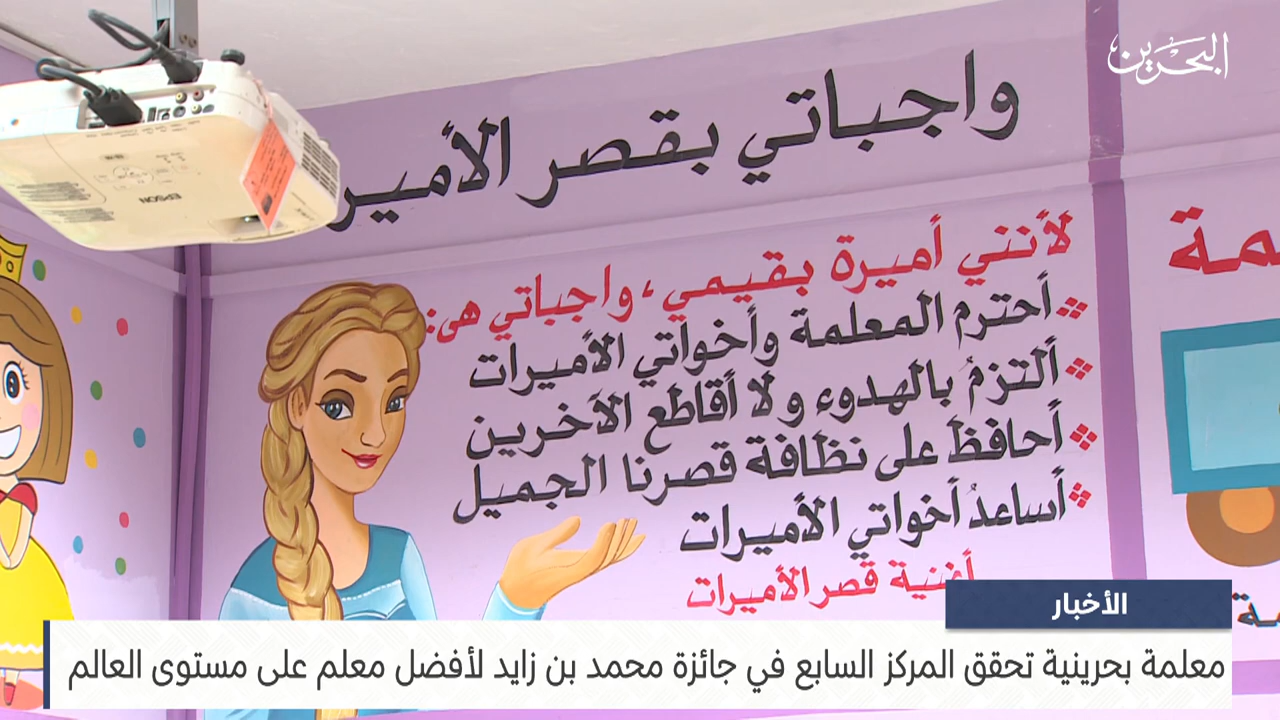 البحرين
واجباتي بقصر الأمير
لأنني أميرة بقيمي، واجباتي هى:
أحترم المعلمة وأخواتي الأميرات
ألتزمُ بالهدوء ولا أقاطع الآخرين
أحافظَ على نظافة قصرنا الجميل
أساعدُ أخواتي الأميرات
أغنية قصر الأميرات
EPSON
الأخبار
معلمة بحرينية تحقق المركز السابع في جائزة محمد بن زايد لأفضل معلم على مستوى العالم